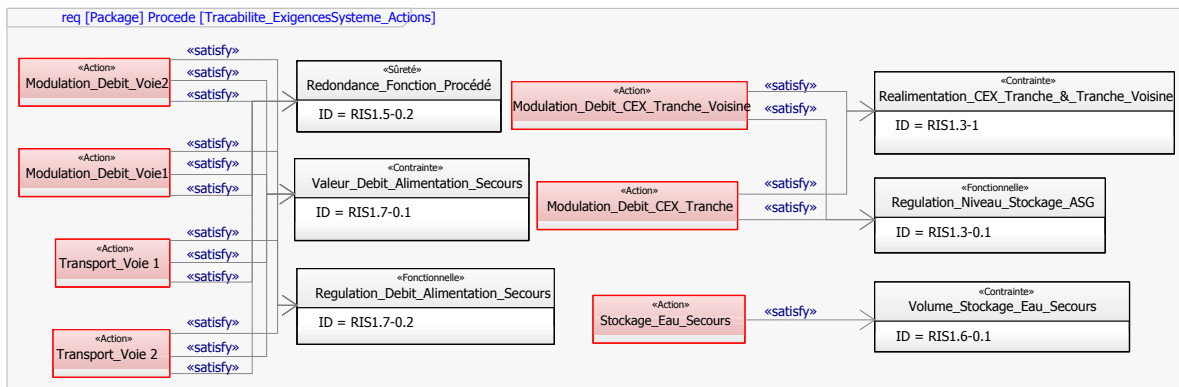 req [Package] Procede [Tracabilite_ExigencesSysteme_Actions]
«Action»
Modulation_Debit_Voie2
«satisfy»
«satisfy»
«satisfy»
«Action»
Modulation_Debit_Voie1
«satisfy»
«satisfy»
«satisfy»
«Action»
Transport_Voie 1
«satisfy»
«satisfy»
«satisfy»
«Action»
Transport_Voie 2
«satisfy»
«satisfy»
«satisfy»
«Sûreté»
Redondance_Fonction_Procédé
ID = RIS1.5-0.2
«Contrainte»
Valeur_Debit_Alimentation_Secours
ID = RIS1.7-0.1
«Fonctionnelle»
Regulation_Debit_Alimentation_Secours
ID = RIS1.7-0.2
«Action»
Modulation_Debit_CEX_Tranche_Voisine
«satisfy»
«satisfy»
«Action»
Modulation_Debit_CEX_Tranche
«satisfy»
«satisfy»
«Action»
Stockage_Eau_Secours
«satisfy»
«Contrainte»
Realimentation_CEX_Tranche_&_Tranche_Voisine
ID = RIS1.3-1
«Fonctionnelle»
Regulation_Niveau_Stockage_ASG
ID = RIS1.3-0.1
«Contrainte»
Volume_Stockage_Eau_Secours
ID = RIS1.6-0.1